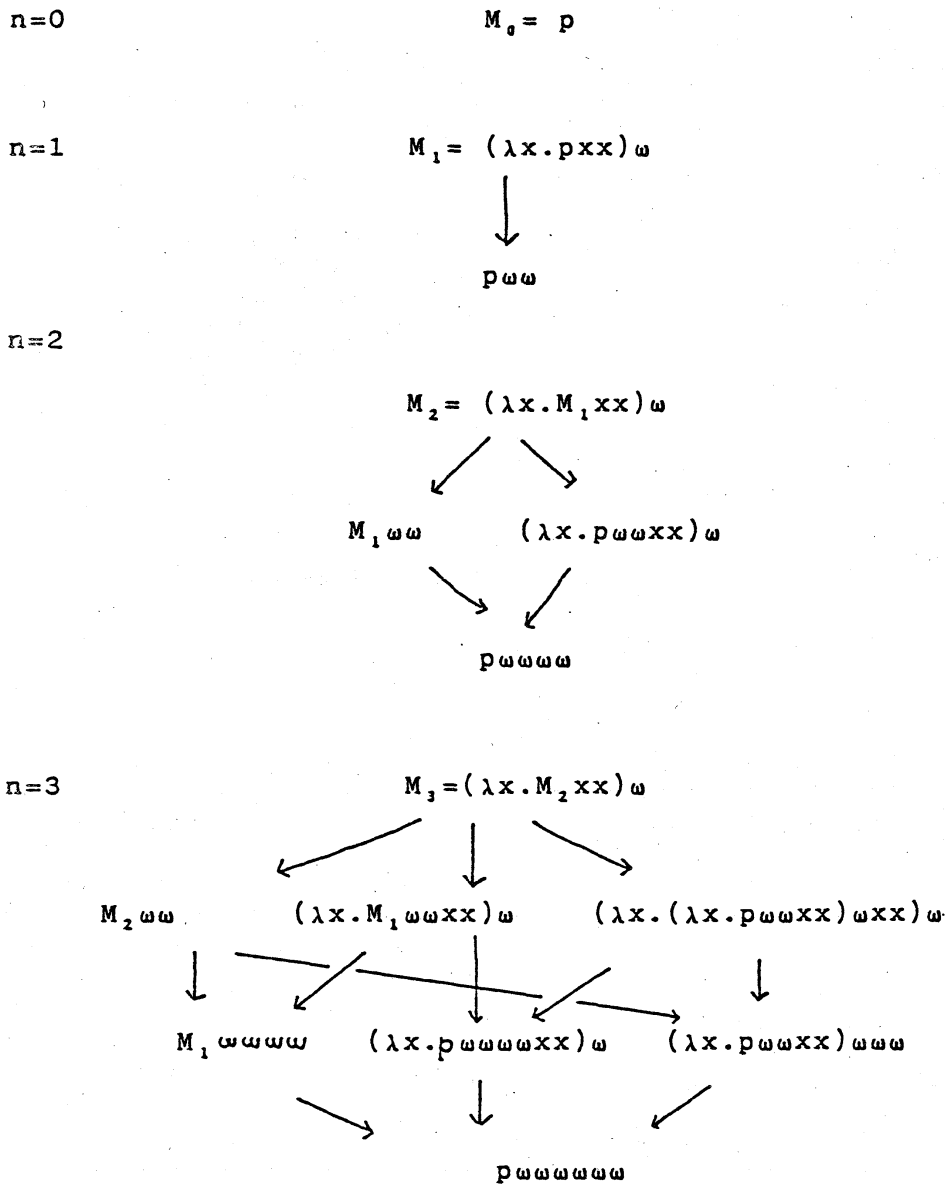 n=0 M₀= p
n=1 M₁= (λx.pxx)ω
pωω
n=2
M₂= (λx.M₁xx)ω
M₁ωω (λx.pωωxx)ω
pωωωω
n=3 M₃=(λx.M₂xx)ω
M₂ωω (λx.M₁ωωxx)ω (λx.(λx.pωωxx)ωxx)ω
M₁ωωωω (λx.pωωωωxx)ω (λx.pωωxx)ωωω
pωωωωωω